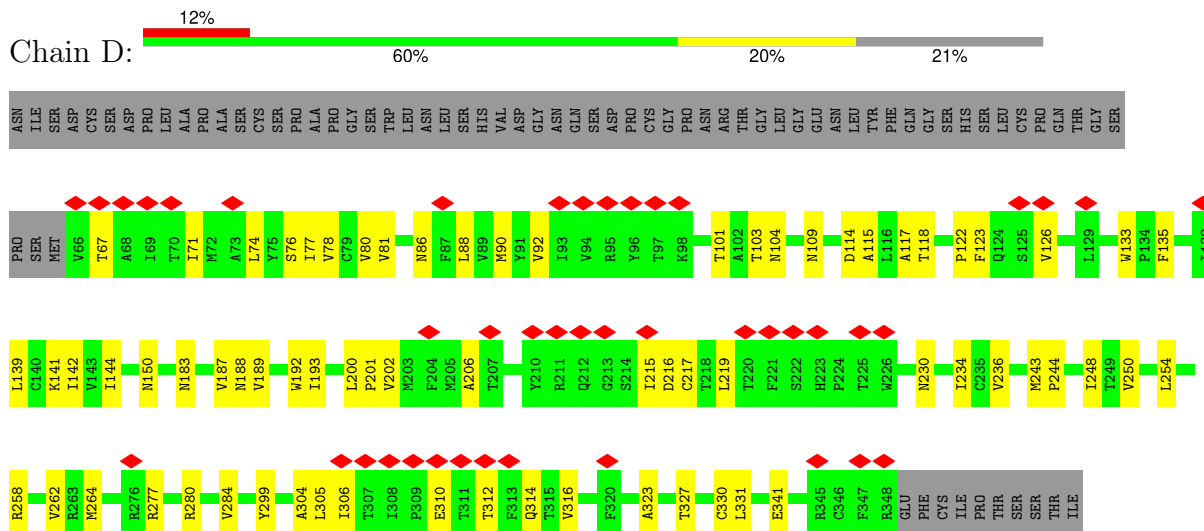 12%
Chain D:
60% 20% 21%
ASN ILE SER ASP CYS SER ASP PRO LEU ALA PRO ALA SER CYS SER PRO ALA PRO GLY SER TRP LEU ASN LEU SER HIS VAL ASP GLY ASN GLN SER ASP PRO CYS GLY PRO ASN ARG THR GLY LEU GLY GLU ASN LEU TYR PHE GLN GLY SER HIS SER LEU CYS PRO GLN THR GLY SER
PRO SER MET V66 T67 A68 I69 T70 I71 M72 A73 L74 Y75 S76 I77 V78 C79 V80 V81 N86 F87 L88 V89 M90 Y91 V92 I93 V94 R95 Y96 T97 K98 T101 A102 T103 N104 N109 D114 A115 L116 A117 T118 P122 F123 Q124 S125 V126 L129 W133 P134 F135
L139 C140 K141 I142 V143 I144 N150 N183 V187 N188 V189 W192 I193 L200 P201 V202 M203 F204 M205 A206 T207 Y210 R211 Q212 G213 S214 I215 D216 C217 T218 L219 T220 F221 S222 H223 P224 T225 W226 N230 I234 C235 V236 M243 P244 I248 T249 V250 L254
R258 V262 R263 M264 R276 R277 R280 V284 Y299 A304 L305 I306 T307 I308 P309 E310 T311 T312 F313 Q314 T315 V316 F320 A323 T327 C330 L331 E341 R345 C346 F347 R348 GLU PHE CYS ILE PRO THR SER SER THR ILE